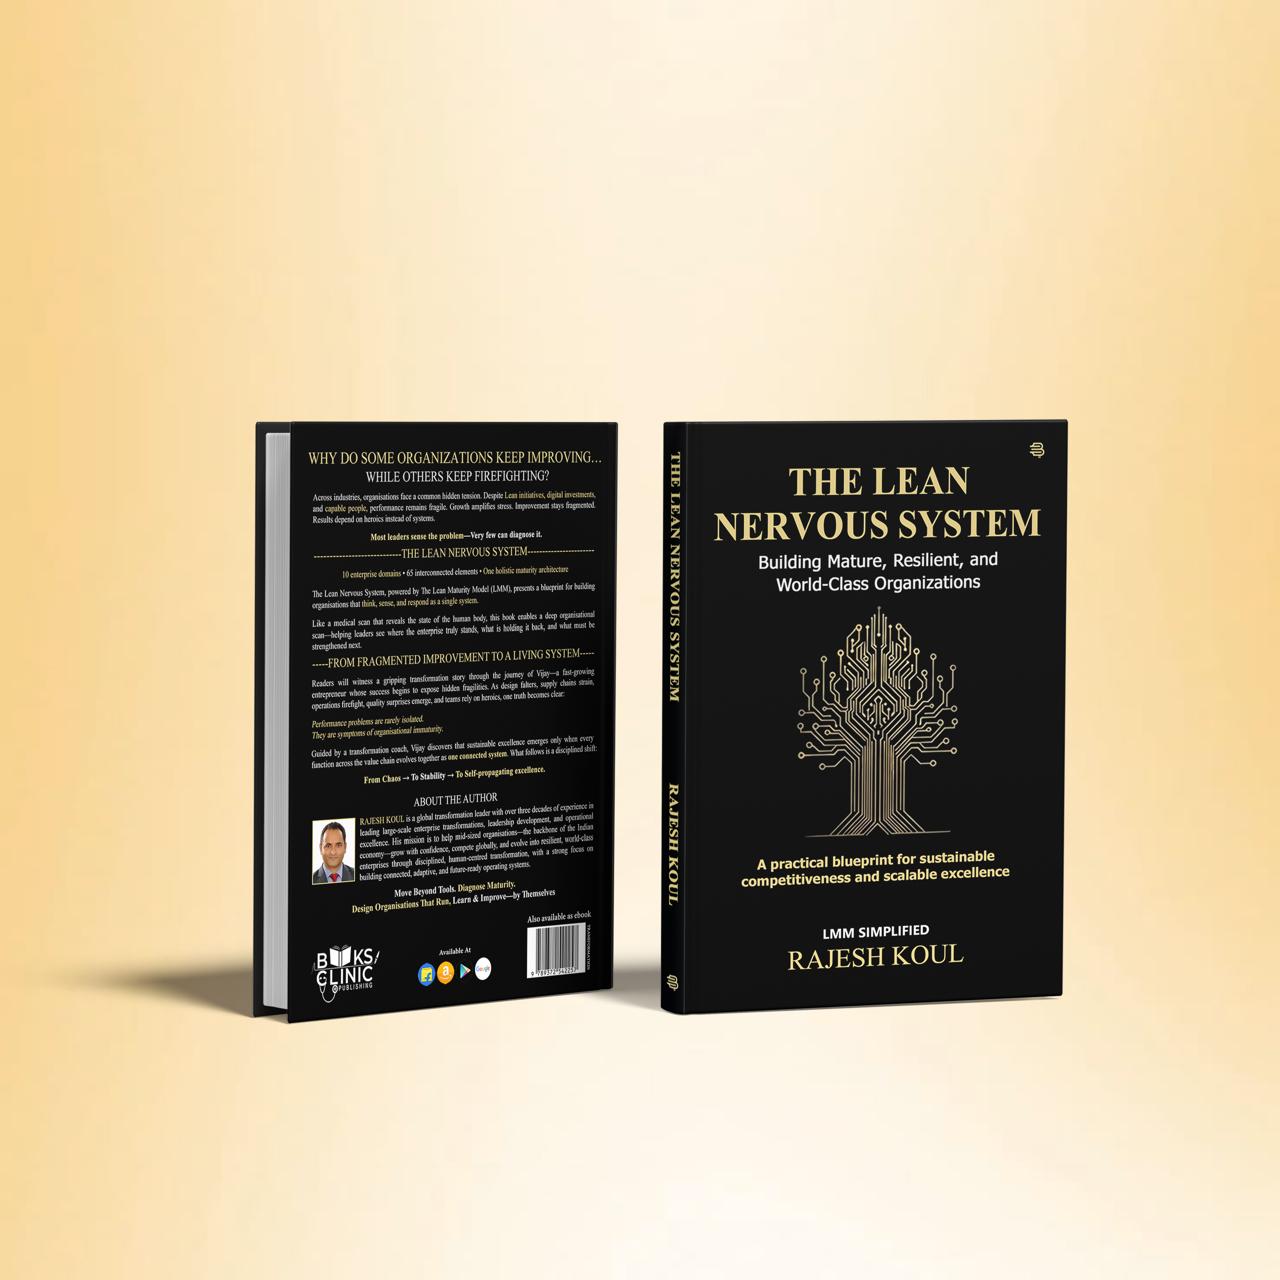 WHY DO SOME ORGANIZATIONS KEEP IMPROVING…
WHILE OTHERS KEEP FIREFIGHTING?
Across industries, organisations face a common hidden tension. Despite Lean initiatives, digital investments,
and capable people, performance remains fragile. Growth amplifies stress. Improvement stays fragmented.
Results depend on heroics instead of systems.
Most leaders sense the problem—Very few can diagnose it.
----------------------------THE LEAN NERVOUS SYSTEM----------------------
10 enterprise domains • 65 interconnected elements • One holistic maturity architecture
The Lean Nervous System, powered by The Lean Maturity Model (LMM), presents a blueprint for building
organisations that think, sense, and respond as a single system.
Like a medical scan that reveals the state of the human body, this book enables a deep organisational
scan—helping leaders see where the enterprise truly stands, what is holding it back, and what must be
strengthened next.
-----FROM FRAGMENTED IMPROVEMENT TO A LIVING SYSTEM-----
Readers will witness a gripping transformation story through the journey of Vijay—a fast-growing
entrepreneur whose success begins to expose hidden fragilities. As design falters, supply chains strain,
operations firefight, quality surprises emerge, and teams rely on heroics, one truth becomes clear:
Performance problems are rarely isolated.
They are symptoms of organisational immaturity.
Guided by a transformation coach, Vijay discovers that sustainable excellence emerges only when every
function across the value chain evolves together as one connected system. What follows is a disciplined shift:
From Chaos → To Stability → To Self-propagating excellence.
ABOUT THE AUTHOR
RAJESH KOUL is a global transformation leader with over three decades of experience in
leading large-scale enterprise transformations, leadership development, and operational
excellence. His mission is to help mid-sized organisations—the backbone of the Indian
economy—grow with confidence, compete globally, and evolve into resilient, world-class
enterprises through disciplined, human-centred transformation, with a strong focus on
building connected, adaptive, and future-ready operating systems.
Move Beyond Tools. Diagnose Maturity.
Design Organisations That Run, Learn & Improve—by Themselves
Also available as ebook
Available At
BOOKS
CLINIC
PUBLISHING
Google
TRANSFORMATION
9 789372 542257
THE LEAN NERVOUS SYSTEM
RAJESH KOUL
THE LEAN
NERVOUS SYSTEM
Building Mature, Resilient, and
World-Class Organizations
A practical blueprint for sustainable
competitiveness and scalable excellence
LMM SIMPLIFIED
RAJESH KOUL